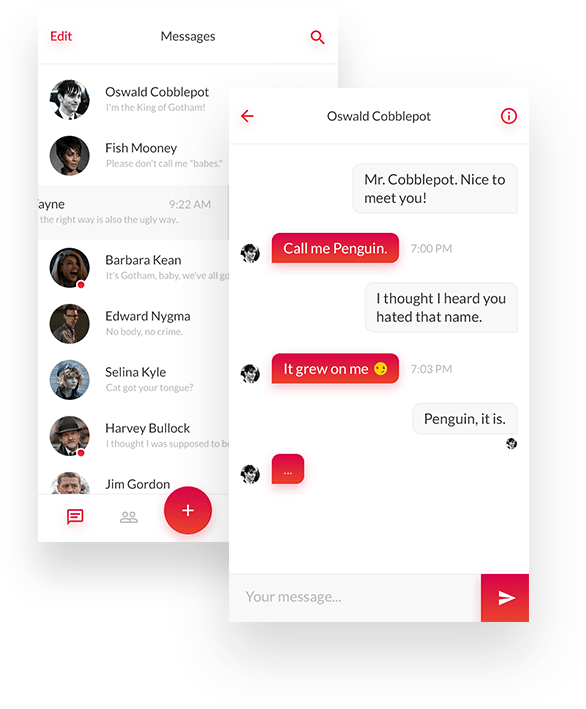 Edit
Messages
Oswald Cobblepot
I'm the King of Gotham!
Fish Mooney
Please don't call me "babes."
9:22 AM
the right way is also the ugly way..
Barbara Kean
It's Gotham, baby, we've all go
Edward Nygma
No body, no crime.
Selina Kyle
Cat got your tongue?
Harvey Bullock
I thought I was supposed to be
Jim Gordon
Oswald Cobblepot
Mr. Cobblepot. Nice to
meet you!
Call me Penguin.
7:00 PM
I thought I heard you
hated that name.
It grew on me 😏
7:03 PM
Penguin, it is.
...
Your message...